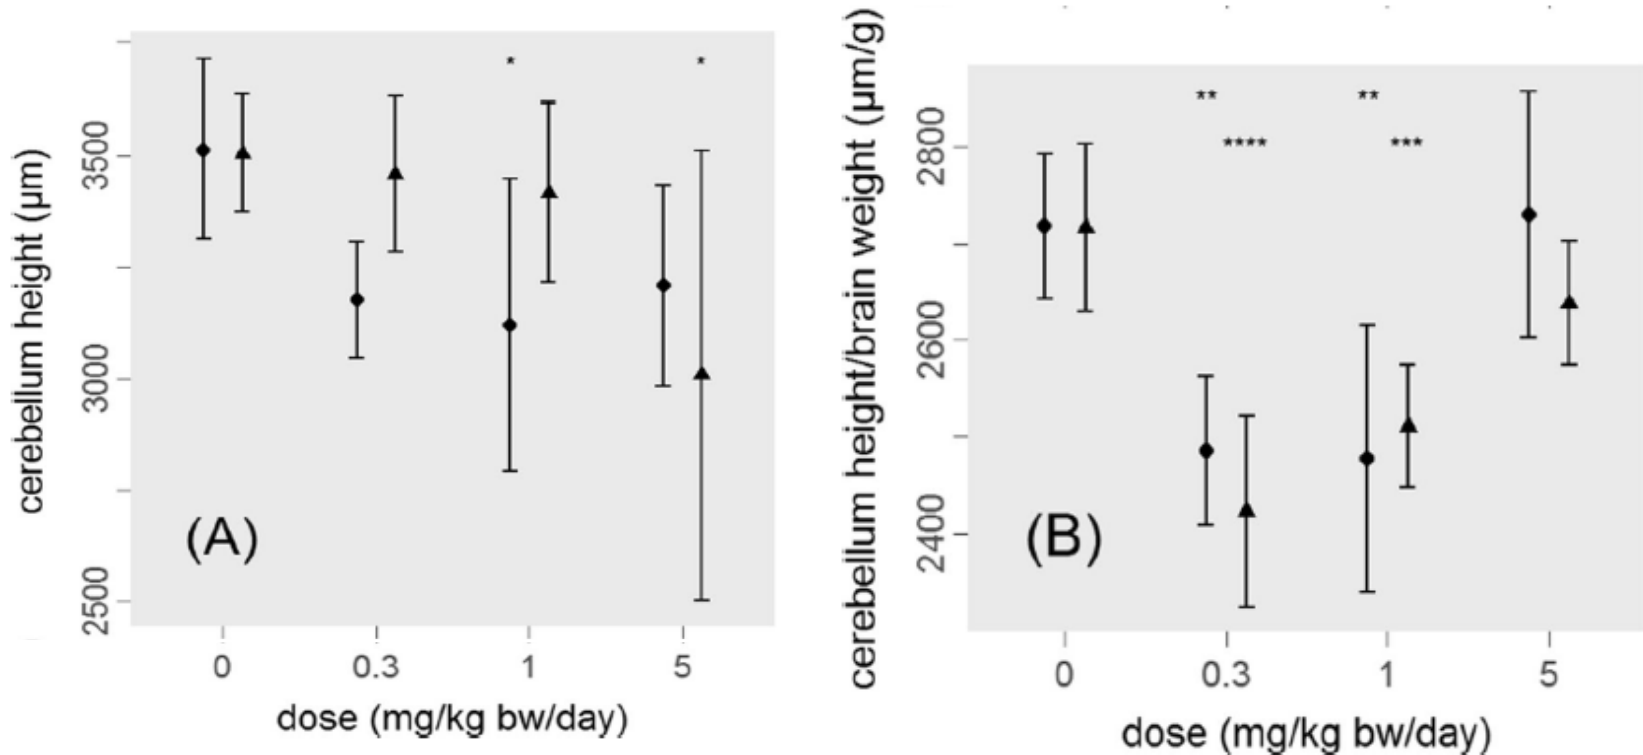 cerebellum height (µm)
3500
3000
2500
* *
(A)
0 0.3 1 5
dose (mg/kg bw/day)
cerebellum height/brain weight (µm/g)
2800
2600
2400
** **
**** ***
(B)
0 0.3 1 5
dose (mg/kg bw/day)